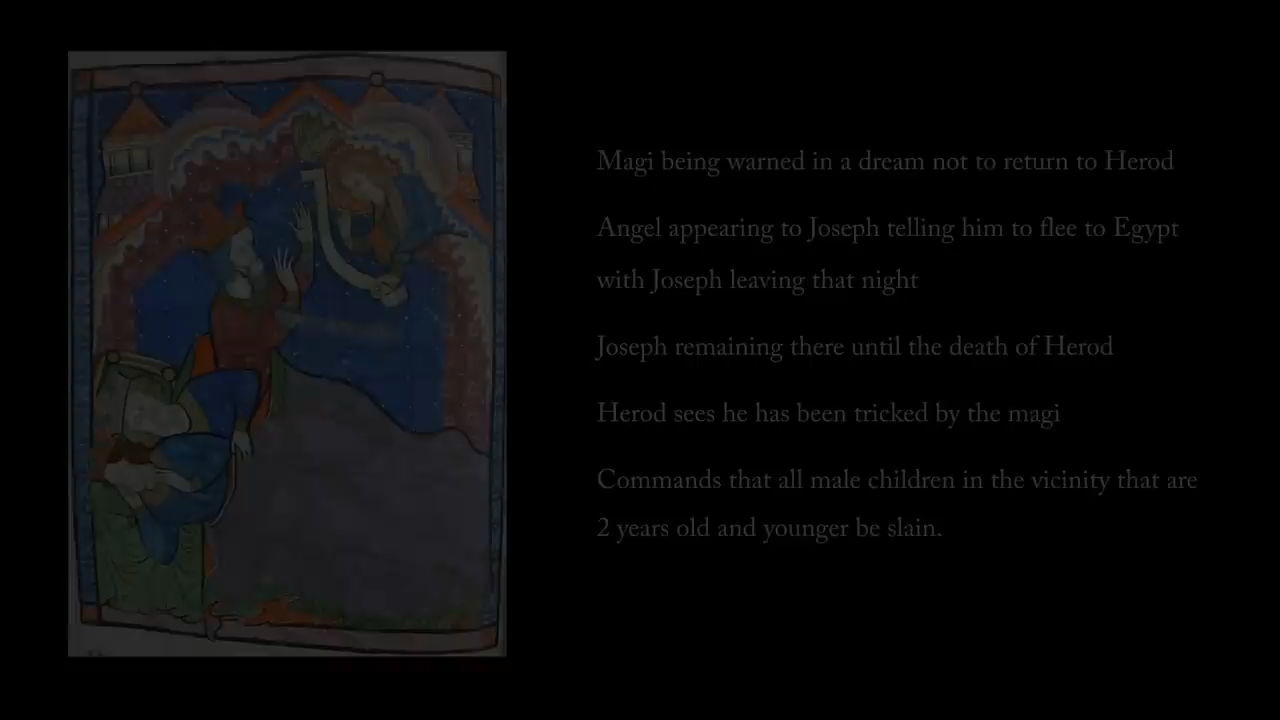 Magi being warned in a dream not to return to Herod
Angel appearing to Joseph telling him to flee to Egypt
with Joseph leaving that night
Joseph remaining there until the death of Herod
Herod sees he has been tricked by the magi
Commands that all male children in the vicinity that are
2 years old and younger be slain.